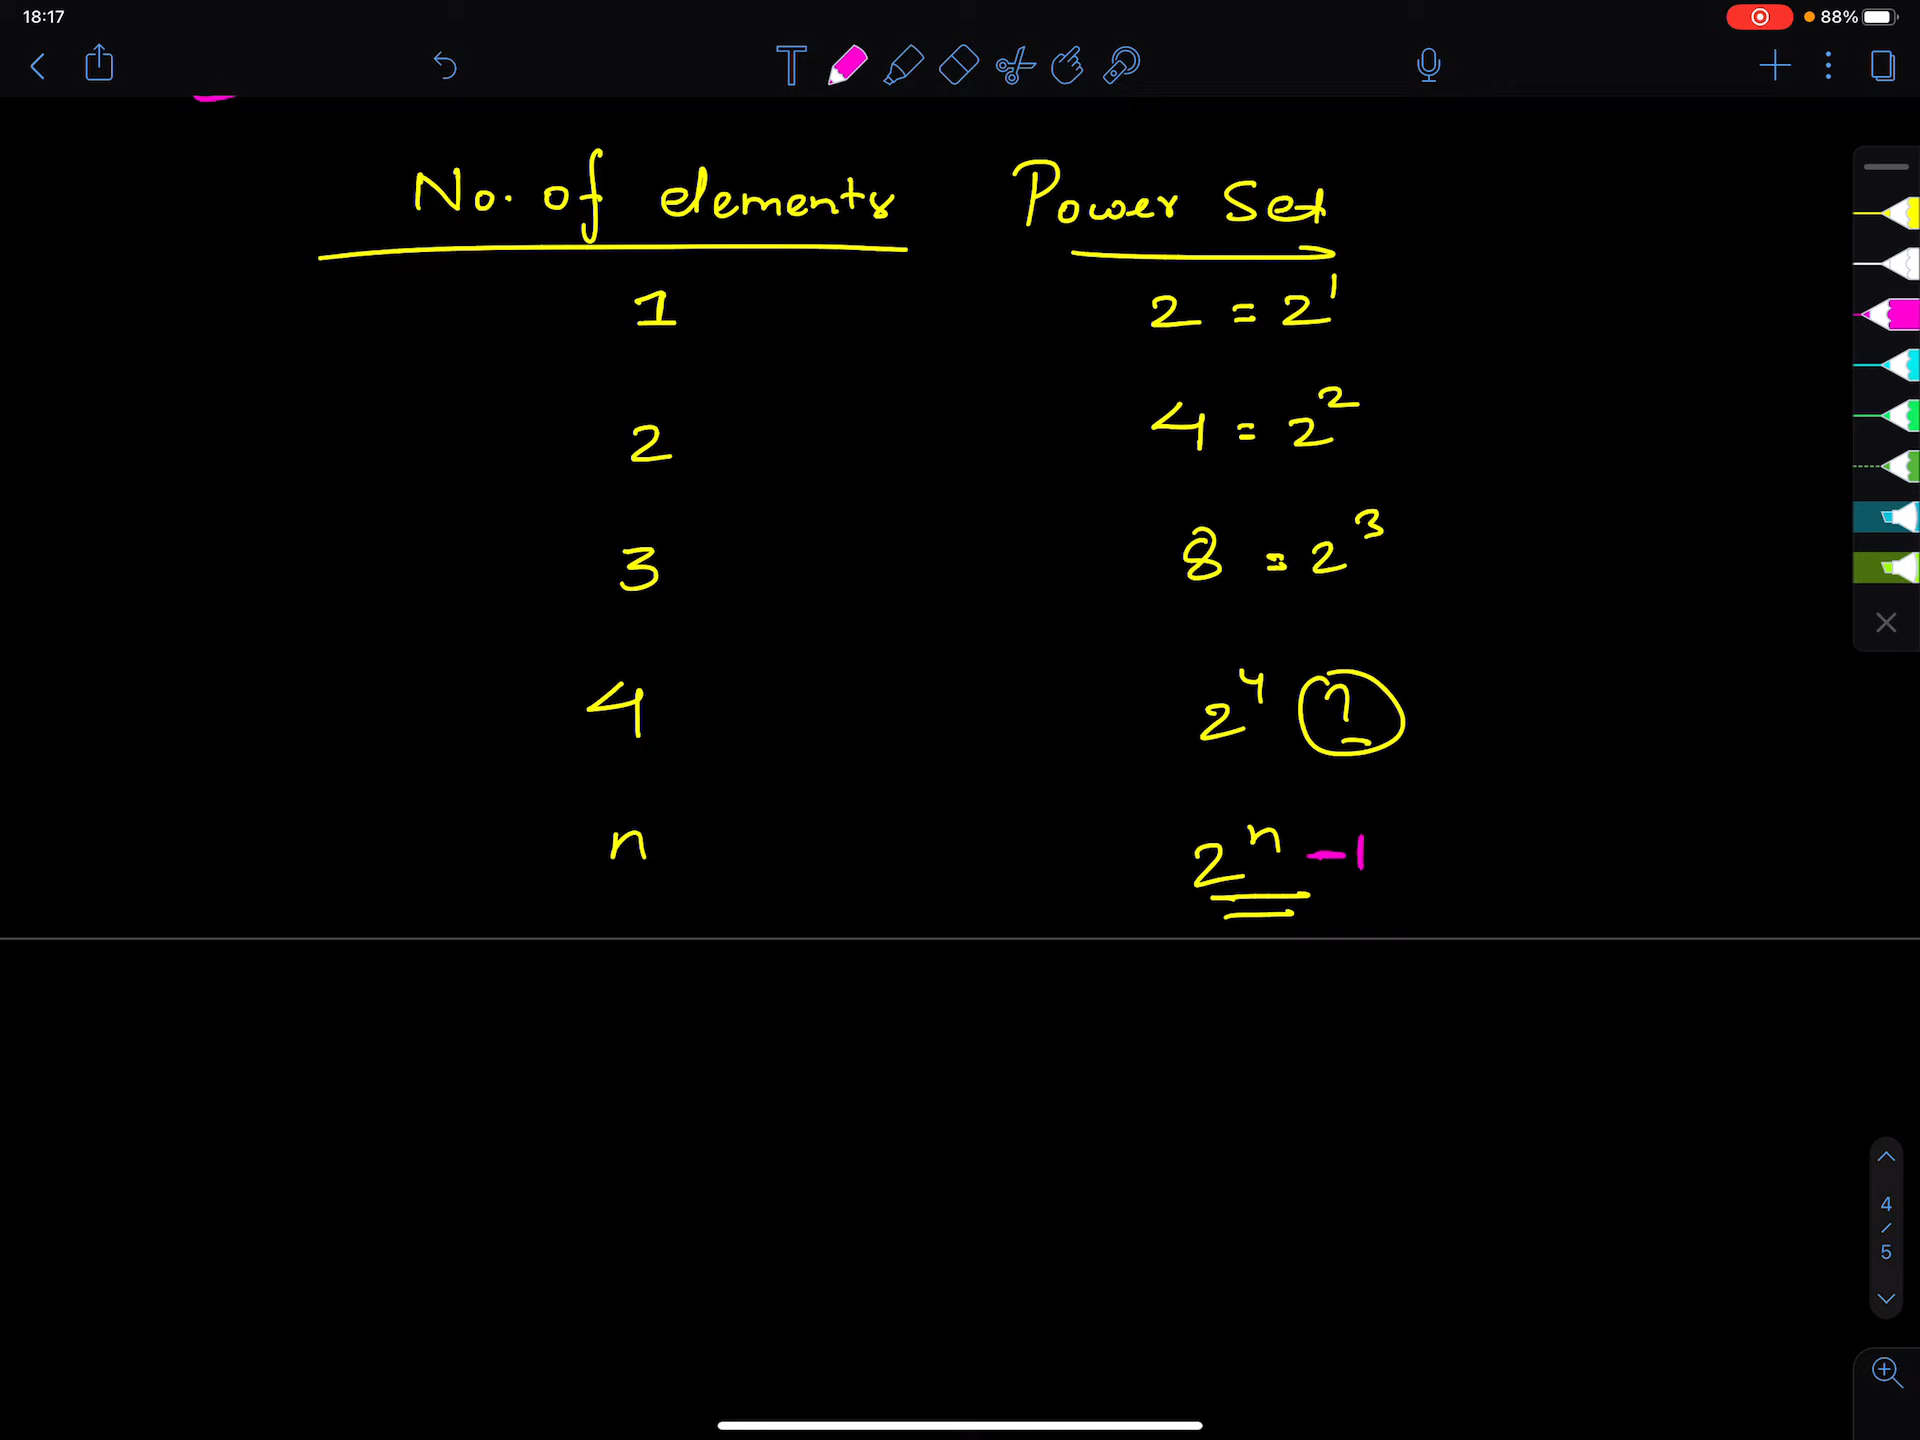 18:17
88%
T
No. of elements Power Set
1 2 = 2¹
2 4 = 2²
3 8 = 2³
4 2⁴ ?
n 2ⁿ - 1
4
/
5